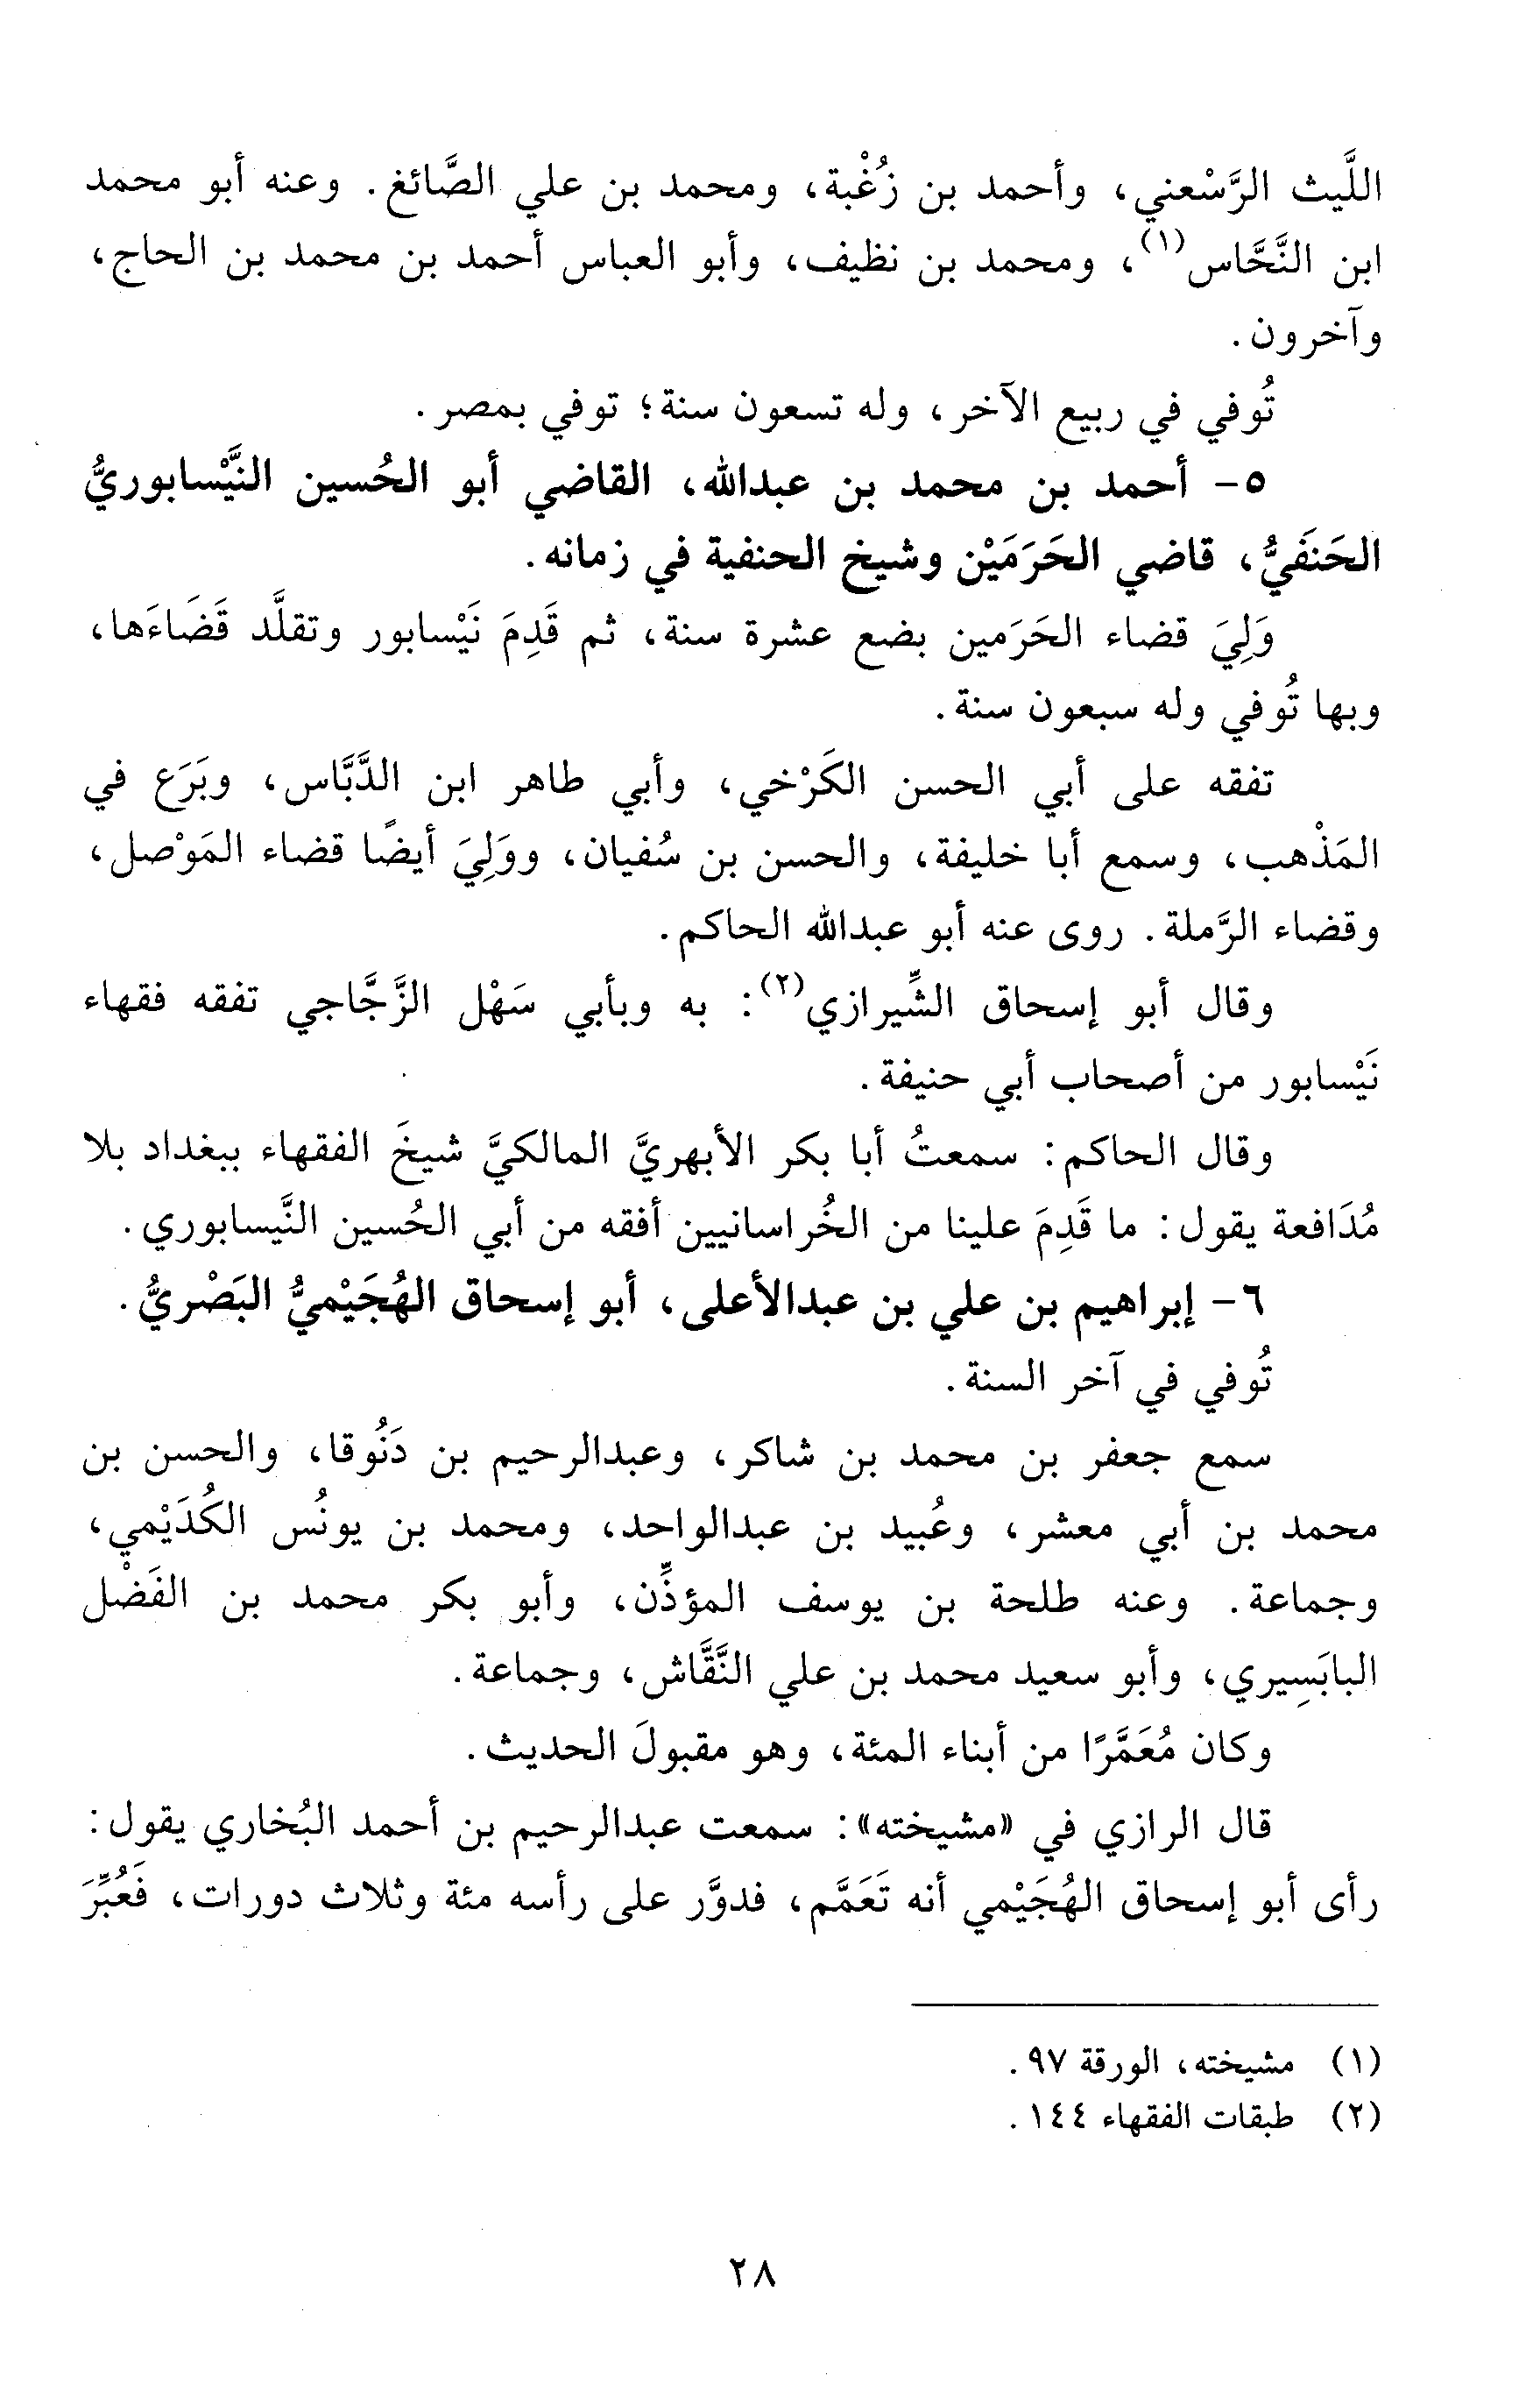 اللَّيث الرَّسْعني، وأحمد بن زُغْبة، ومحمد بن علي الصَّائغ. وعنه أبو محمد
ابن النَّحَّاس(١)، ومحمد بن نظيف، وأبو العباس أحمد بن محمد بن الحاج،
وآخرون.
تُوفي في ربيع الآخر، وله تسعون سنة؛ توفي بمصر.
٥- أحمد بن محمد بن عبدالله، القاضي أبو الحُسين النَّيْسابوريُّ
الحَنَفيُّ، قاضي الحَرَمَيْن وشيخ الحنفية في زمانه.
وَلِيَ قضاء الحَرَمين بضع عشرة سنة، ثم قَدِمَ نَيْسابور وتقلَّد قَضَاءَها،
وبها تُوفي وله سبعون سنة.
تفقه على أبي الحسن الكَرْخي، وأبي طاهر ابن الدَّبَّاس، وبَرَع في
المَذْهب، وسمع أبا خليفة، والحسن بن سُفيان، ووَلِيَ أيضًا قضاء المَوْصل،
وقضاء الرَّملة. روى عنه أبو عبدالله الحاكم.
وقال أبو إسحاق الشِّيرازي(٢): به وبأبي سَهْل الزَّجَّاجي تفقه فقهاء
نَيْسابور من أصحاب أبي حنيفة.
وقال الحاكم: سمعتُ أبا بكر الأبهريَّ المالكيَّ شيخَ الفقهاء ببغداد بلا
مُدَافعة يقول: ما قَدِمَ علينا من الخُراسانيين أفقه من أبي الحُسين النَّيسابوري.
٦- إبراهيم بن علي بن عبدالأعلى، أبو إسحاق الهُجَيْميُّ البَصْريُّ.
تُوفي في آخر السنة.
سمع جعفر بن محمد بن شاكر، وعبدالرحيم بن دَنُوقا، والحسن بن
محمد بن أبي معشر، وعُبيد بن عبدالواحد، ومحمد بن يونُس الكُدَيْمي،
وجماعة. وعنه طلحة بن يوسف المؤذِّن، وأبو بكر محمد بن الفَضْل
البابَسِيري، وأبو سعيد محمد بن علي النَّقَّاش، وجماعة.
وكان مُعَمَّرًا من أبناء المئة، وهو مقبولَ الحديث.
قال الرازي في «مشيخته»: سمعت عبدالرحيم بن أحمد البُخاري يقول:
رأى أبو إسحاق الهُجَيْمي أنه تَعَمَّم، فدوَّر على رأسه مئة وثلاث دورات، فَعُبِّرَ
(١) مشيخته، الورقة ٩٧.
(٢) طبقات الفقهاء ١٤٤.
٢٨